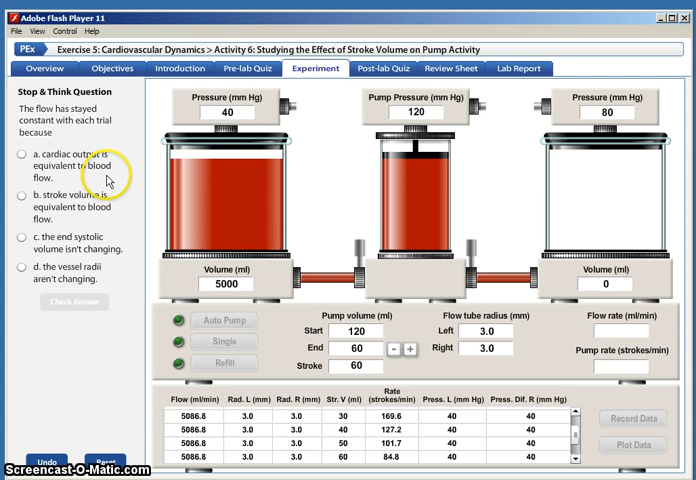 Adobe Flash Player 11
File View Control Help
PEx Exercise 5: Cardiovascular Dynamics > Activity 6: Studying the Effect of Stroke Volume on Pump Activity
Overview Objectives Introduction Pre-lab Quiz Experiment Post-lab Quiz Review Sheet Lab Report
Stop & Think Question
The flow has stayed
constant with each trial
because
a. cardiac output is
equivalent to blood
flow.
b. stroke volume is
equivalent to blood
flow.
c. the end systolic
volume isn't changing.
d. the vessel radii
aren't changing.
Check Answer
Undo Reset
Pressure (mm Hg)
40
Pump Pressure (mm Hg)
120
Pressure (mm Hg)
80
Volume (ml)
5000
Volume (ml)
0
Auto Pump
Single
Refill
Pump volume (ml)
Start 120
End 60 - +
Stroke 60
Flow tube radius (mm)
Left 3.0
Right 3.0
Flow rate (ml/min)
Pump rate (strokes/min)
Flow (ml/min) Rad. L (mm) Rad. R (mm) Str. V (ml) Rate (strokes/min) Press. L (mm Hg) Press. Dif. R (mm Hg)
5086.8 3.0 3.0 30 169.6 40 40
5086.8 3.0 3.0 40 127.2 40 40
5086.8 3.0 3.0 50 101.7 40 40
5086.8 3.0 3.0 60 84.8 40 40
Record Data
Plot Data
Screencast-O-Matic.com